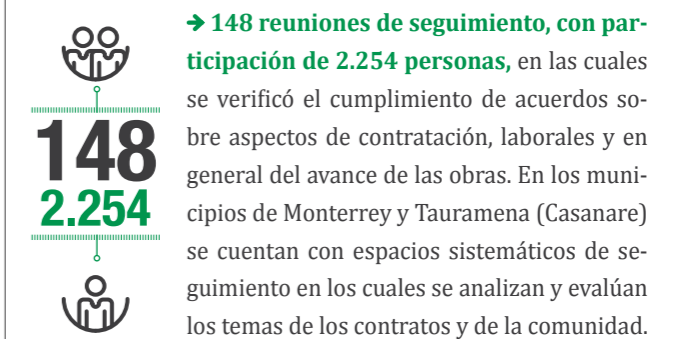 148
2.254
➔ 148 reuniones de seguimiento, con par-
ticipación de 2.254 personas, en las cuales
se verificó el cumplimiento de acuerdos so-
bre aspectos de contratación, laborales y en
general del avance de las obras. En los muni-
cipios de Monterrey y Tauramena (Casanare)
se cuentan con espacios sistemáticos de se-
guimiento en los cuales se analizan y evalúan
los temas de los contratos y de la comunidad.